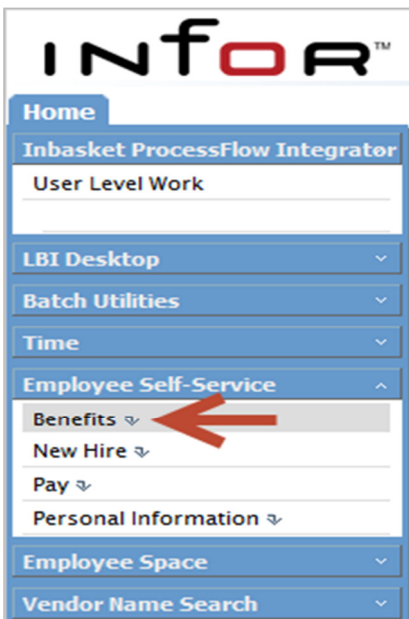 infor™
Home
Inbasket ProcessFlow Integrator
User Level Work
LBI Desktop
Batch Utilities
Time
Employee Self-Service
Benefits
New Hire
Pay
Personal Information
Employee Space
Vendor Name Search